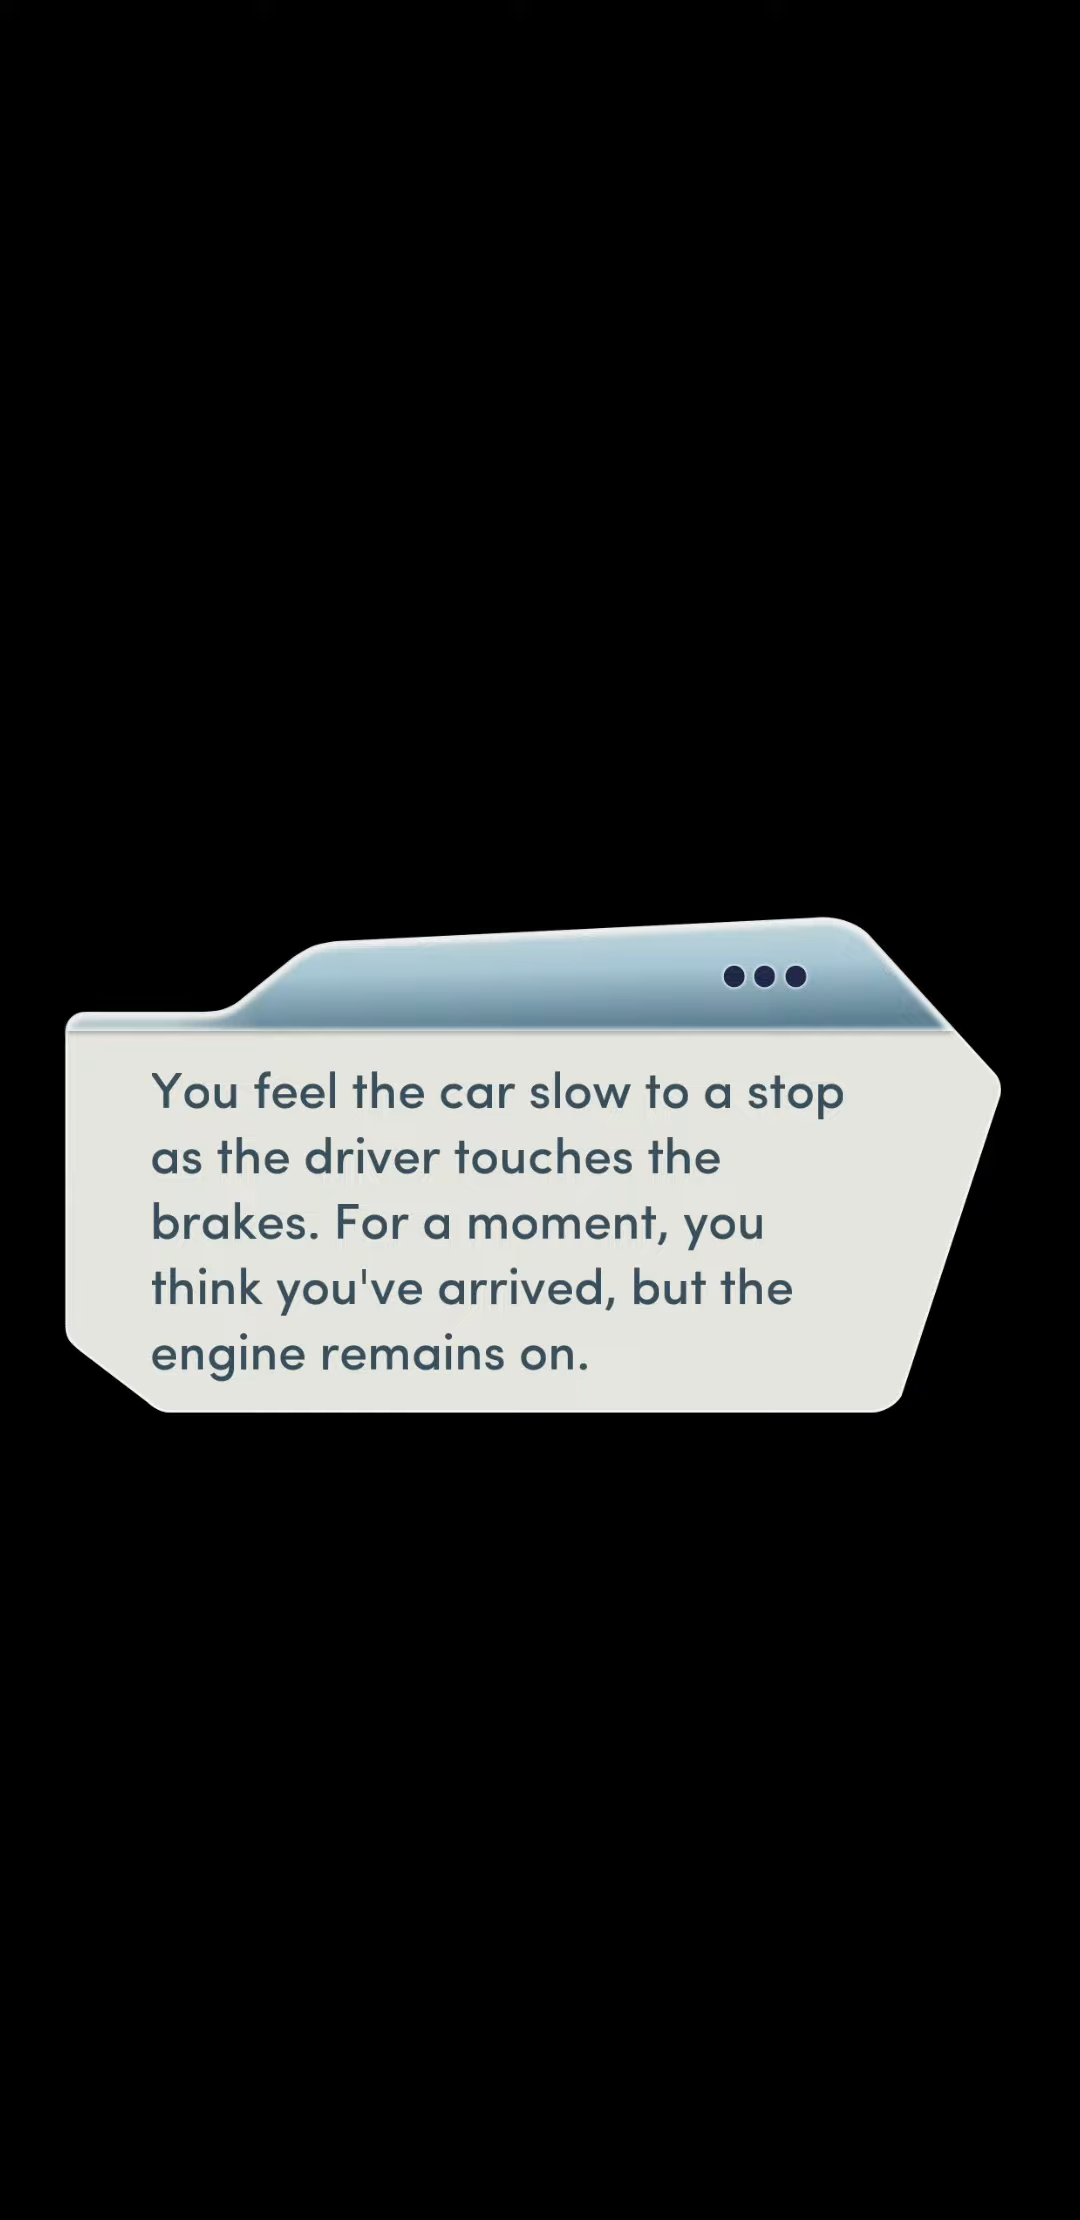 You feel the car slow to a stop
as the driver touches the
brakes. For a moment, you
think you've arrived, but the
engine remains on.